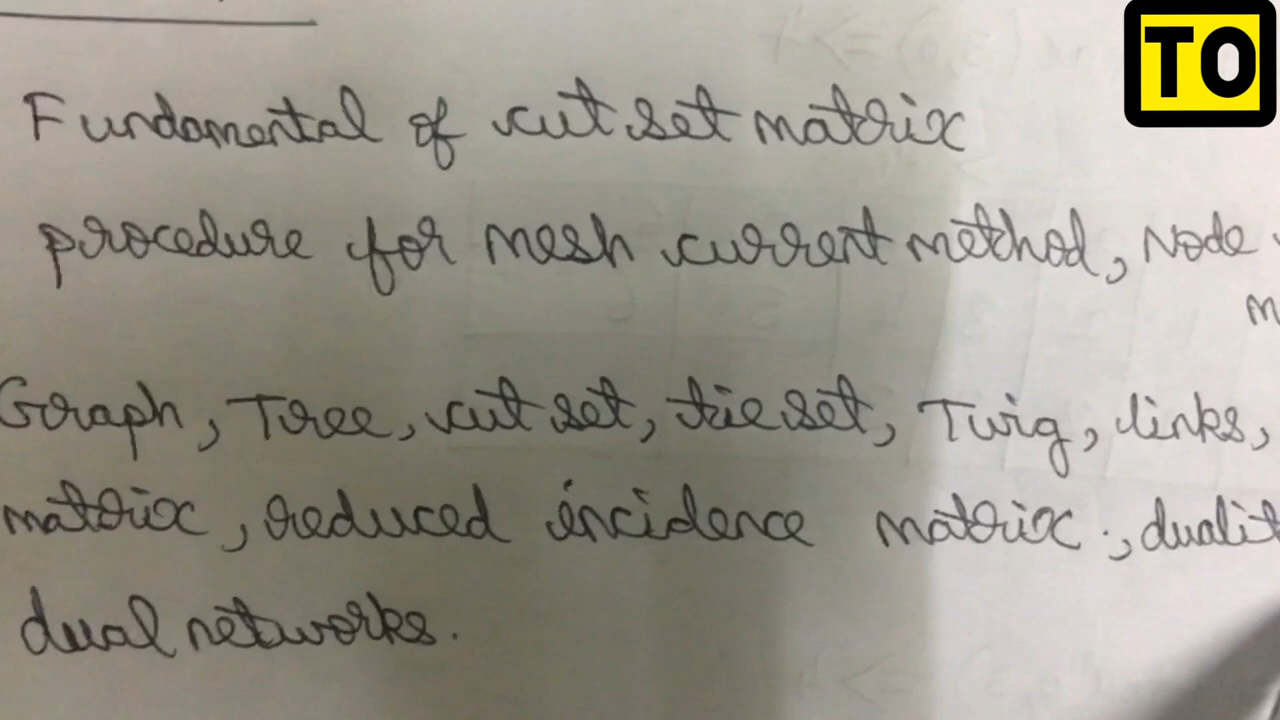 TO
Fundamental of cut set matrix
procedure for mesh current method, Node
Graph, Tree, cut set, tie set, Twig, links,
matrix, reduced incidence matrix., dualit
dual networks.